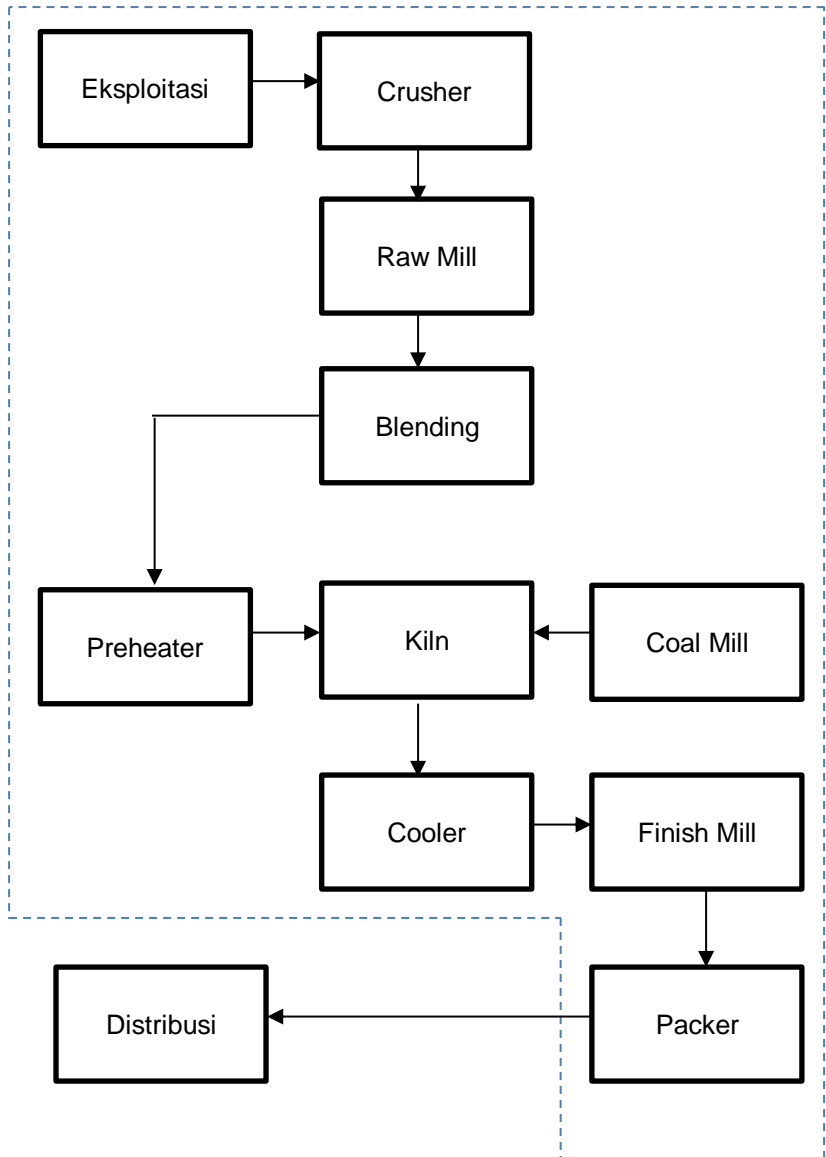 Eksploitasi
Crusher
Raw Mill
Blending
Preheater
Kiln
Coal Mill
Cooler
Finish Mill
Distribusi
Packer